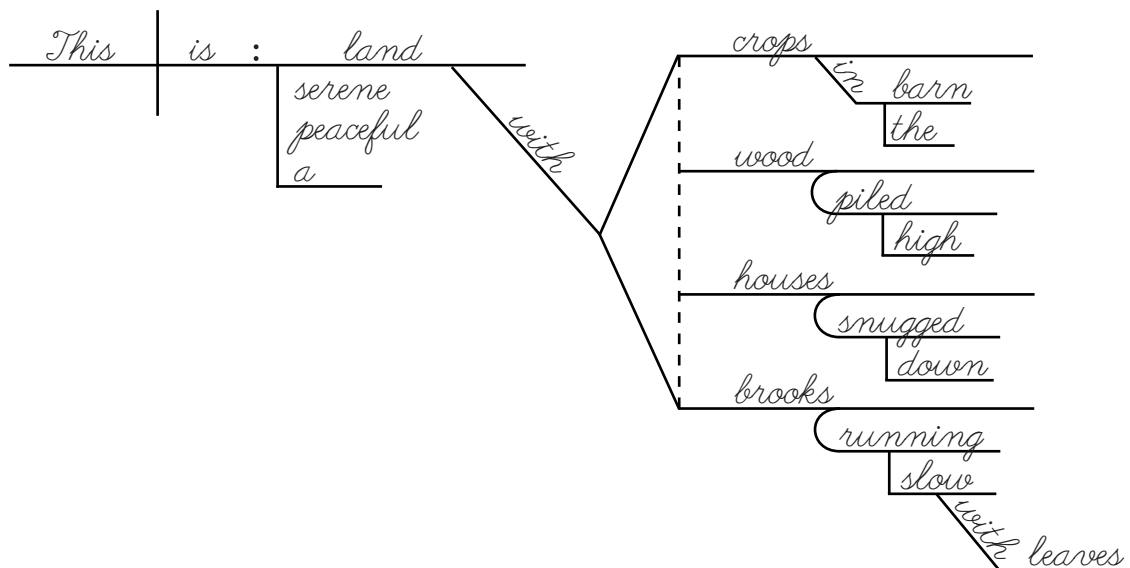 This is : land
serene
peaceful
a
with
crops
in
barn
the
wood
piled
high
houses
snugged
down
brooks
running
slow
with
leaves